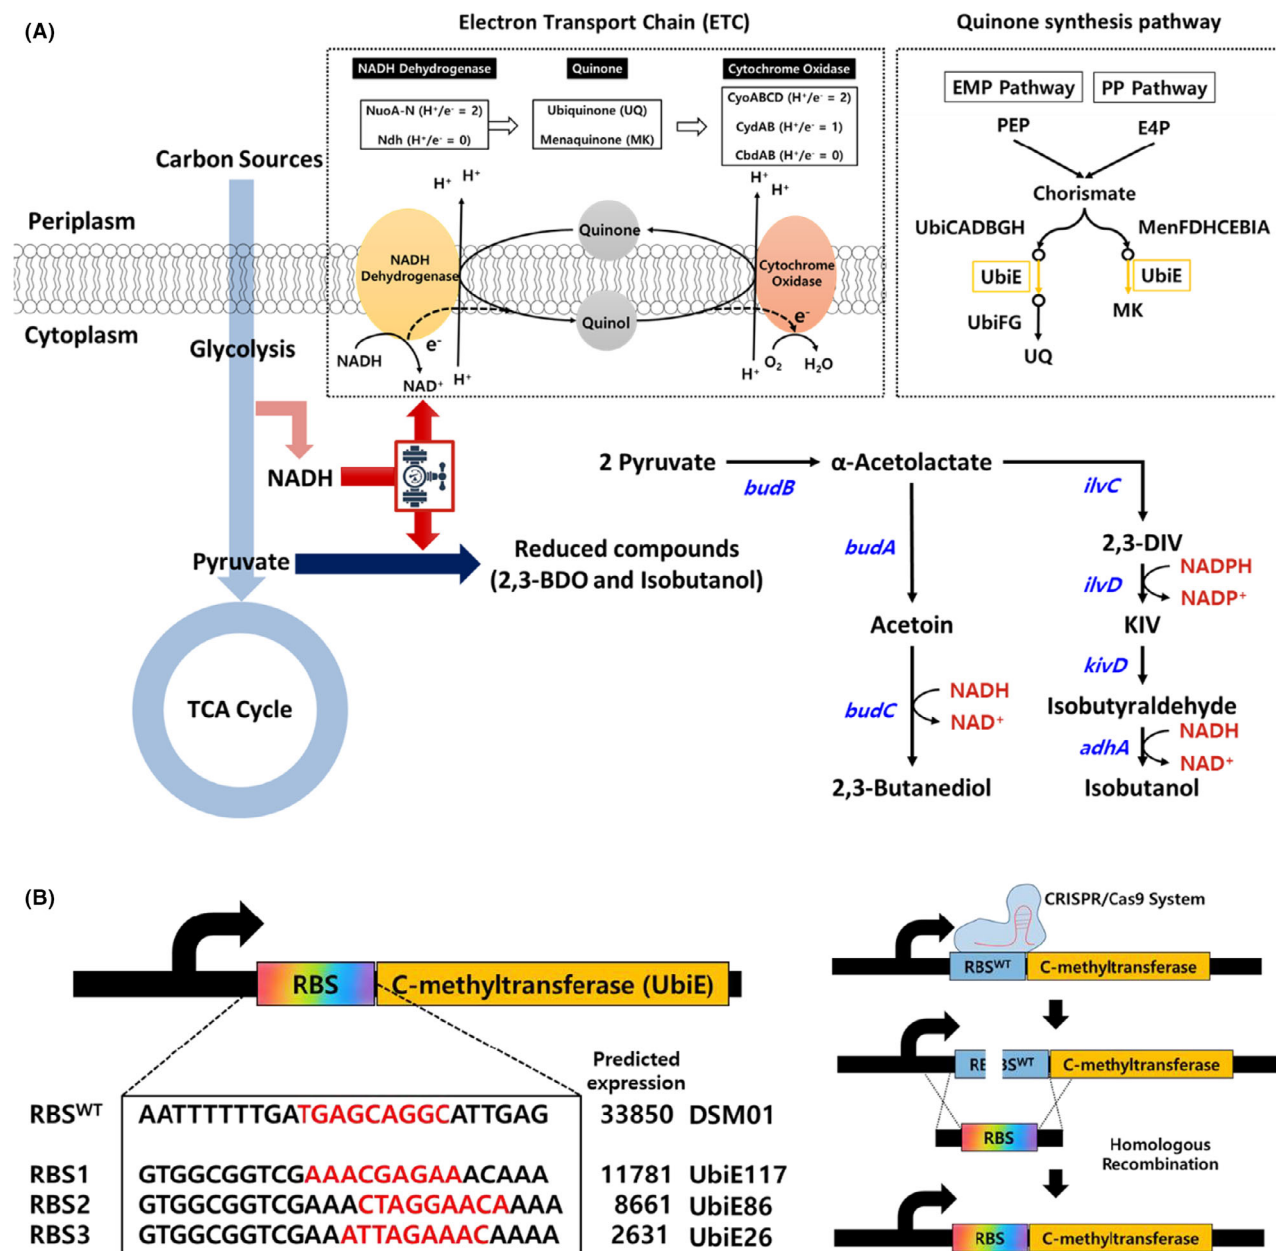 (A)
Electron Transport Chain (ETC)
Quinone synthesis pathway
NADH Dehydrogenase
Quinone
Cytochrome Oxidase
NuoA-N (H⁺/e⁻ = 2)
Ndh (H⁺/e⁻ = 0)
Ubiquinone (UQ)
Menaquinone (MK)
CyoABCD (H⁺/e⁻ = 2)
CydAB (H⁺/e⁻ = 1)
CbdAB (H⁺/e⁻ = 0)
EMP Pathway
PP Pathway
PEP
E4P
Chorismate
UbiCADBGH
MenFDHCEBIA
UbiE
UbiE
UbiFG
MK
UQ
Carbon Sources
Periplasm
Cytoplasm
H⁺
H⁺
H⁺
H⁺
NADH
Dehydrogenase
Quinone
Quinol
Cytochrome
Oxidase
e⁻
e⁻
NADH
NAD⁺
H⁺
H⁺
O₂
H₂O
Glycolysis
NADH
Pyruvate
TCA Cycle
Reduced compounds
(2,3-BDO and Isobutanol)
2 Pyruvate
budB
α-Acetolactate
ilvC
budA
2,3-DIV
ilvD
NADPH
NADP⁺
Acetoin
KIV
kivD
budC
NADH
NAD⁺
Isobutyraldehyde
adhA
NADH
NAD⁺
2,3-Butanediol
Isobutanol
(B)
RBS
C-methyltransferase (UbiE)
Predicted
expression
RBSᵂᵀ AATTTTTTGATGAGCAGGCATTGAG 33850 DSM01
RBS1 GTGGCGGTCGAAACGAGAAACAAA 11781 UbiE117
RBS2 GTGGCGGTCGAAACTAGGAACAAAA 8661 UbiE86
RBS3 GTGGCGGTCGAAATTAGAAACAAAA 2631 UbiE26
CRISPR/Cas9 System
RBSᵂᵀ
C-methyltransferase
RE BSᵂᵀ
C-methyltransferase
RBS
Homologous
Recombination
RBS
C-methyltransferase